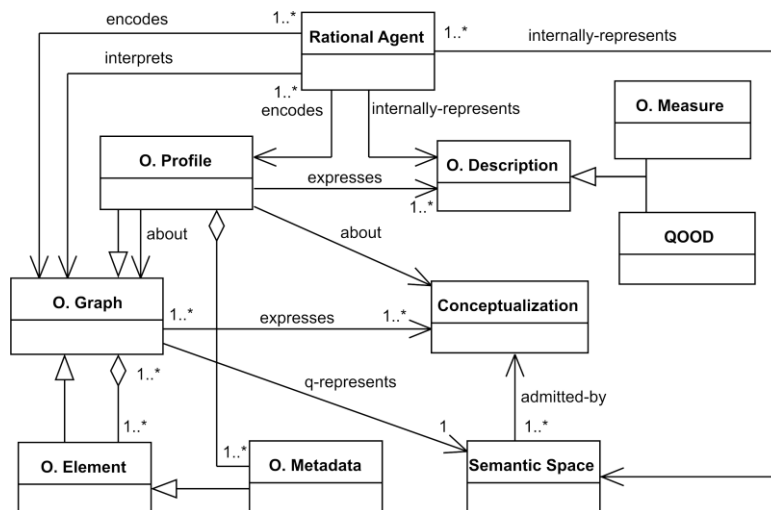 encodes
1..*
Rational Agent
1..*
internally-represents
interprets
1..*
encodes
internally-represents
O. Measure
O. Profile
O. Description
expresses
1..*
about
about
QOOD
O. Graph
1..*
expresses
1..*
Conceptualization
1..*
q-represents
admitted-by
1..*
1..*
1
1..*
O. Element
O. Metadata
Semantic Space